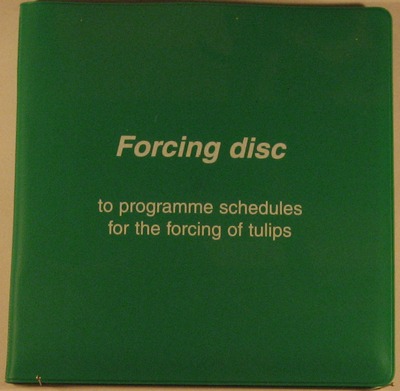 Forcing disc
to programme schedules
for the forcing of tulips